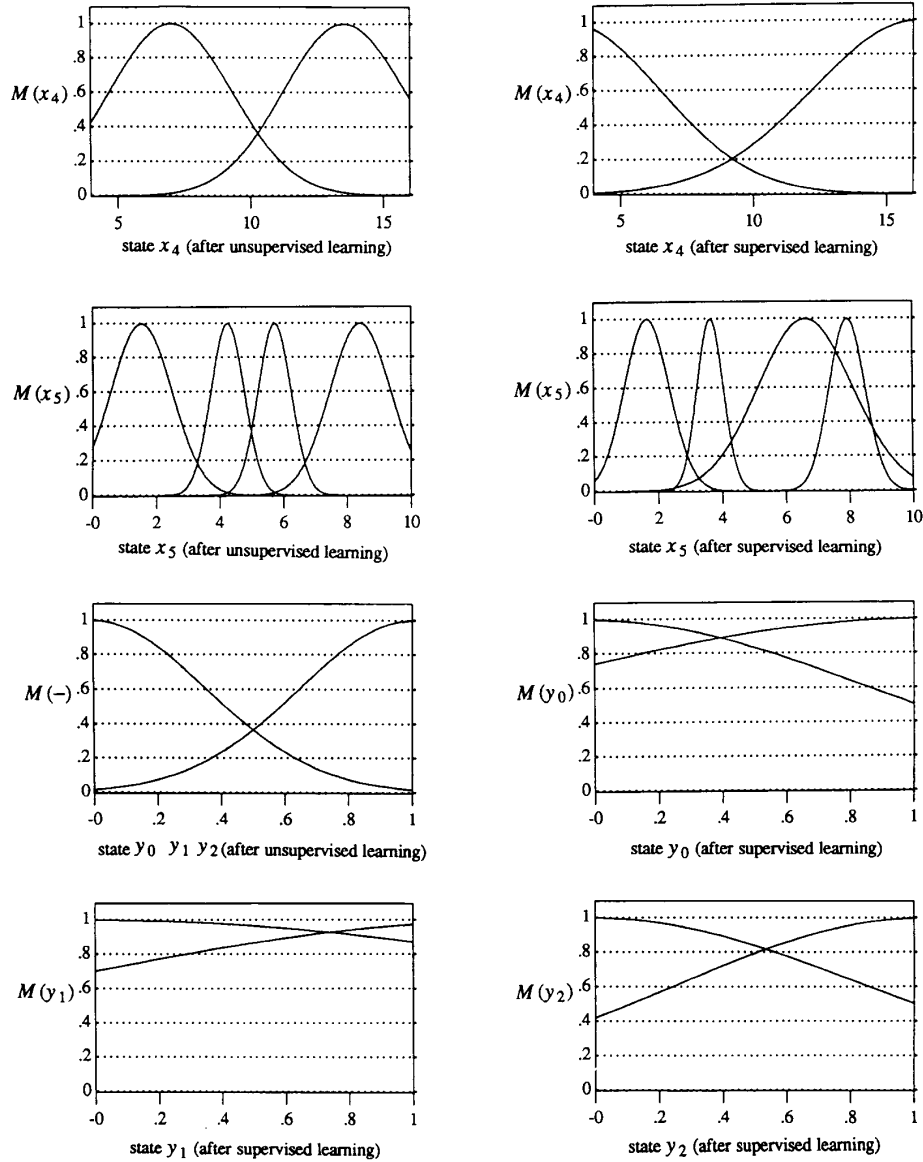 1
.8
M(x4)
.6
.4
.2
0
5 10 15
state x4 (after unsupervised learning)
1
.8
M(x4)
.6
.4
.2
0
5 10 15
state x4 (after supervised learning)
1
.8
M(x5)
.6
.4
.2
0
-0 2 4 6 8 10
state x5 (after unsupervised learning)
1
.8
M(x5)
.6
.4
.2
0
-0 2 4 6 8 10
state x5 (after supervised learning)
1
.8
M(−)
.6
.4
.2
0
-0 .2 .4 .6 .8 1
state y0 y1 y2 (after unsupervised learning)
1
.8
M(y0)
.6
.4
.2
0
-0 .2 .4 .6 .8 1
state y0 (after supervised learning)
1
.8
M(y1)
.6
.4
.2
0
-0 .2 .4 .6 .8 1
state y1 (after supervised learning)
1
.8
M(y2)
.6
.4
.2
0
-0 .2 .4 .6 .8 1
state y2 (after supervised learning)